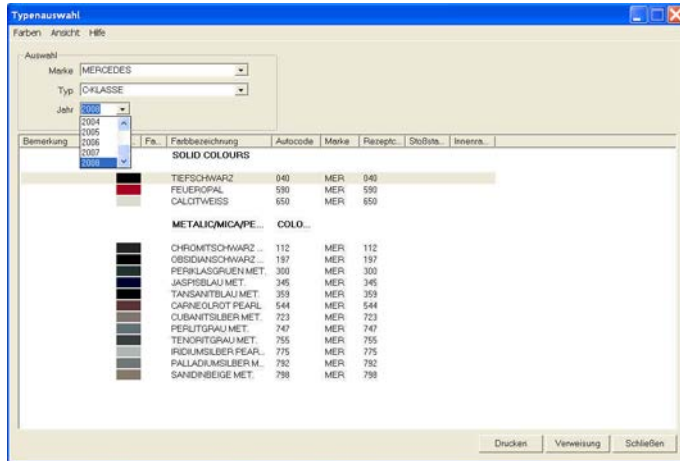 Typenauswahl
Farben Ansicht Hilfe
Auswahl
Marke MERCEDES
Typ C-KLASSE
Jahr 2008
2004
2005
2006
2007
2008
Bemerkung Fa... Farbbezeichnung Autocode Marke Rezeptc... Stoßsta... Innenra...
SOLID COLOURS
TIEFSCHWARZ 040 MER 040
FEUEROPAL 590 MER 590
CALCITWEISS 650 MER 650
METALIC/MICA/PE... COLO...
CHROMITSCHWARZ ... 112 MER 112
OBSIDIANSCHWARZ ... 197 MER 197
PERIKLASGRUEN MET. 300 MER 300
JASPISBLAU MET. 345 MER 345
TANSANITBLAU MET. 359 MER 359
CARNEOLROT PEARL 544 MER 544
CUBANITSILBER MET. 723 MER 723
PERLITGRAU MET. 747 MER 747
TENORITGRAU MET. 755 MER 755
IRIDIUMSILBER PEAR... 775 MER 775
PALLADIUMSILBER M... 792 MER 792
SANIDINBEIGE MET. 798 MER 798
Drucken Verweisung Schließen